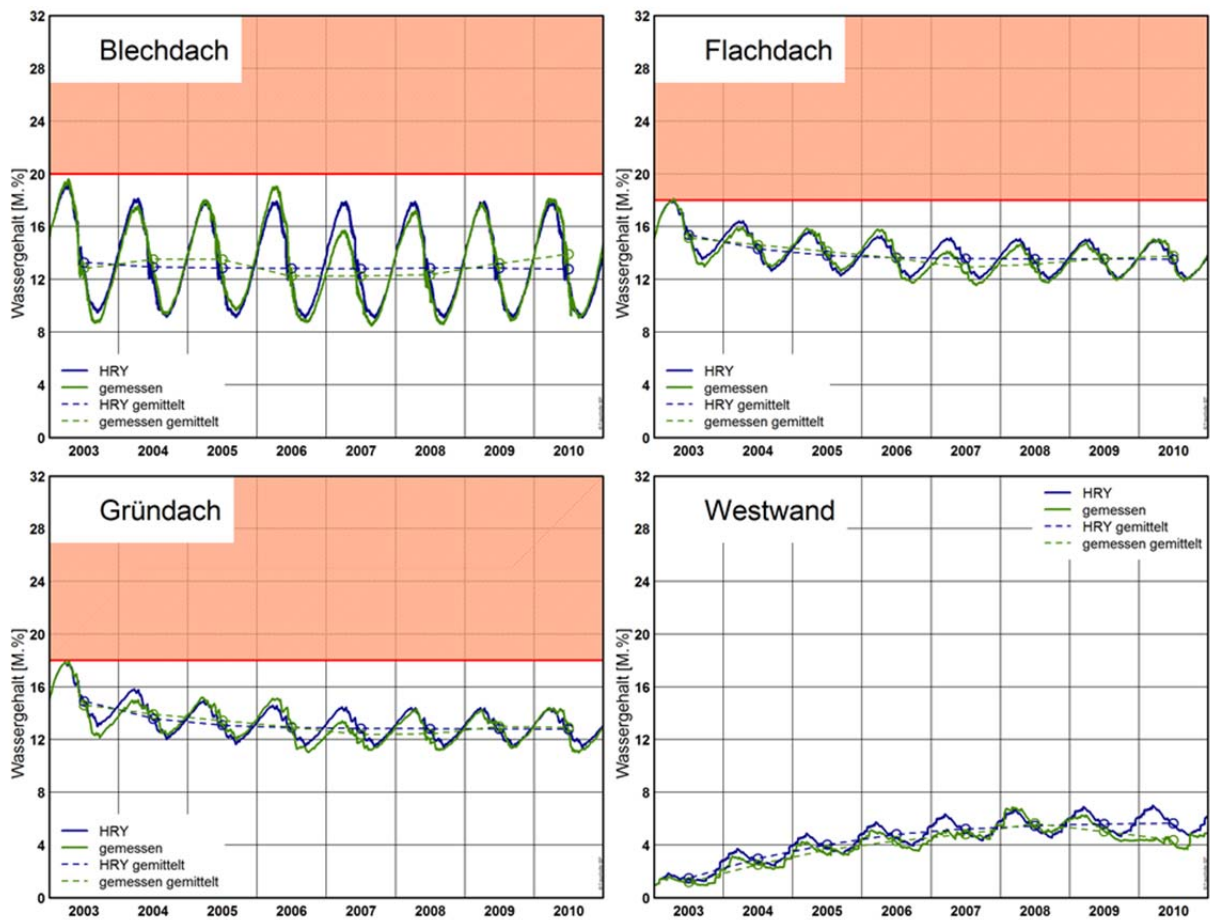 Blechdach
Wassergehalt [M.%]
32
28
24
20
16
12
8
4
0
HRY
gemessen
HRY gemittelt
gemessen gemittelt
2003 2004 2005 2006 2007 2008 2009 2010
Flachdach
Wassergehalt [M.%]
32
28
24
20
16
12
8
4
0
HRY
gemessen
HRY gemittelt
gemessen gemittelt
2003 2004 2005 2006 2007 2008 2009 2010
Gründach
Wassergehalt [M.%]
32
28
24
20
16
12
8
4
0
HRY
gemessen
HRY gemittelt
gemessen gemittelt
2003 2004 2005 2006 2007 2008 2009 2010
Westwand
Wassergehalt [M.%]
32
28
24
20
16
12
8
4
0
HRY
gemessen
HRY gemittelt
gemessen gemittelt
2003 2004 2005 2006 2007 2008 2009 2010